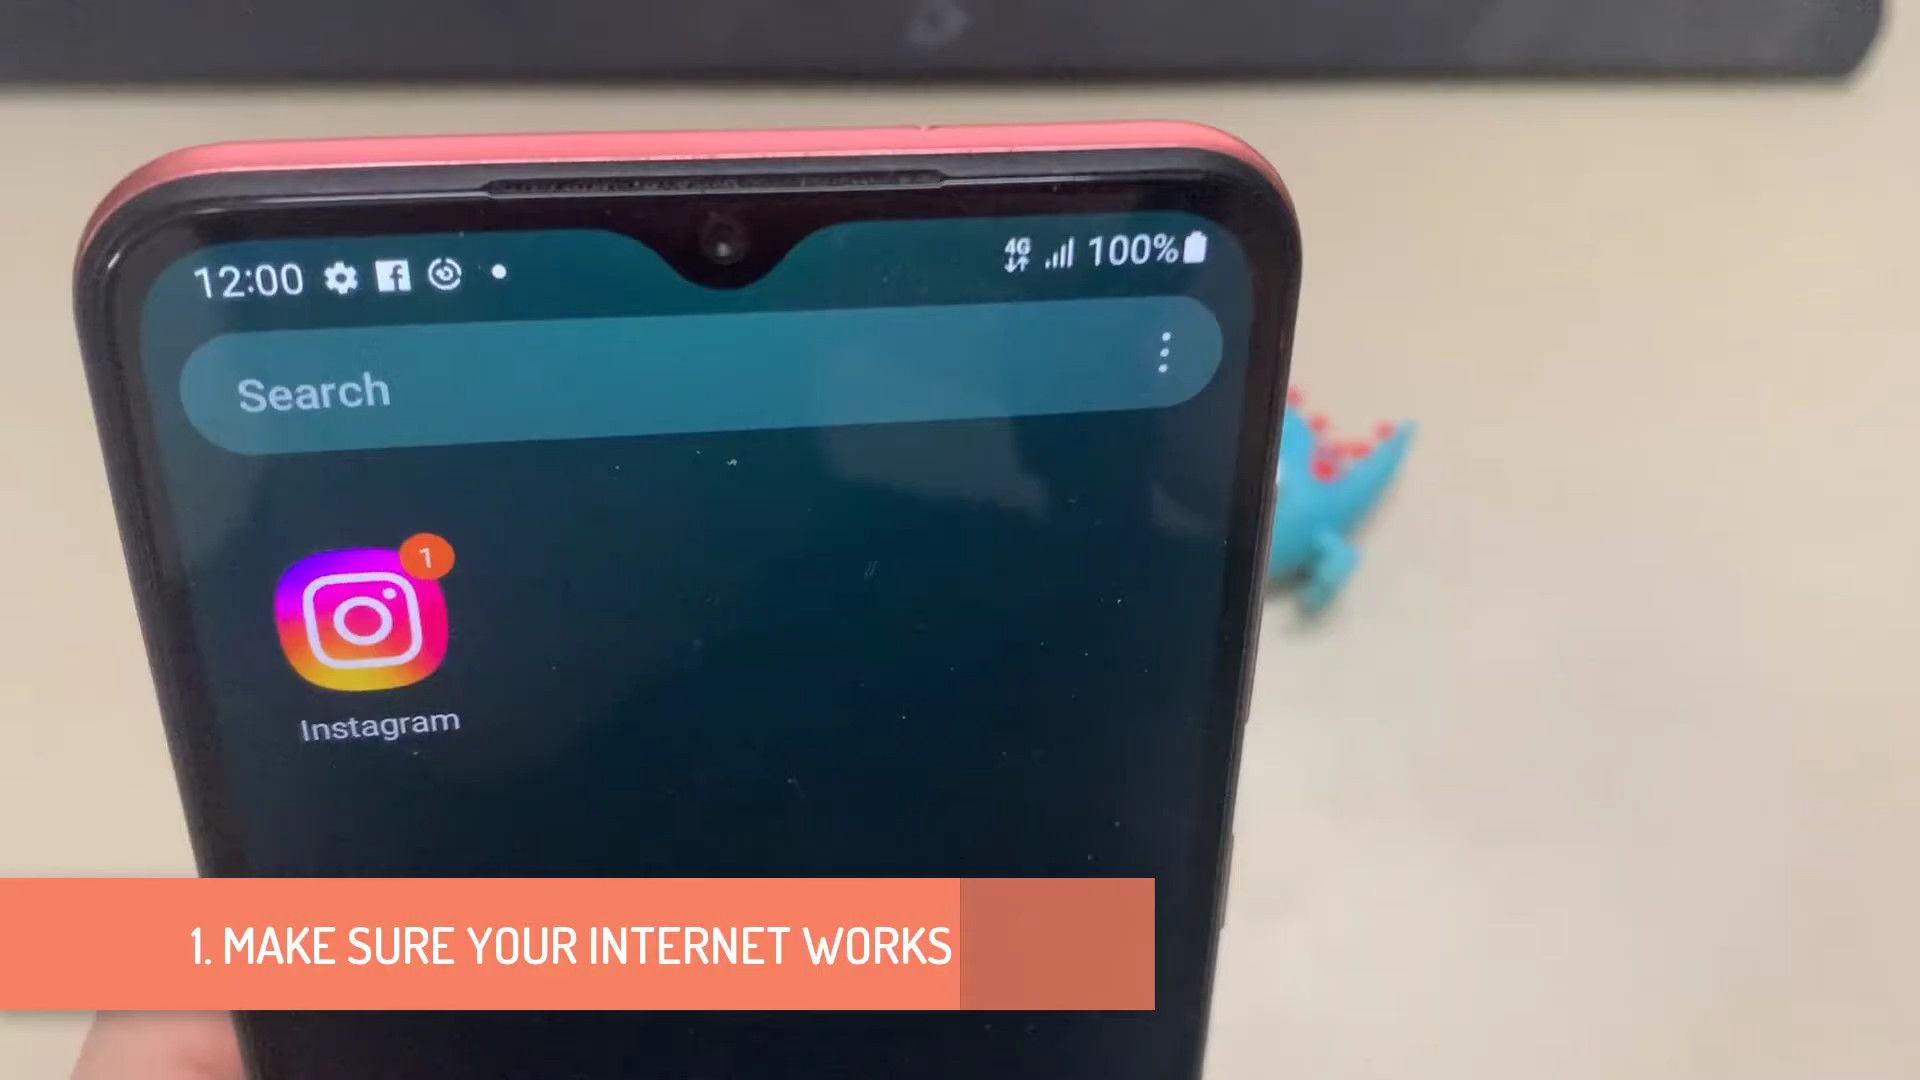 12:00
4G 100%
Search
1
Instagram
1. MAKE SURE YOUR INTERNET WORKS